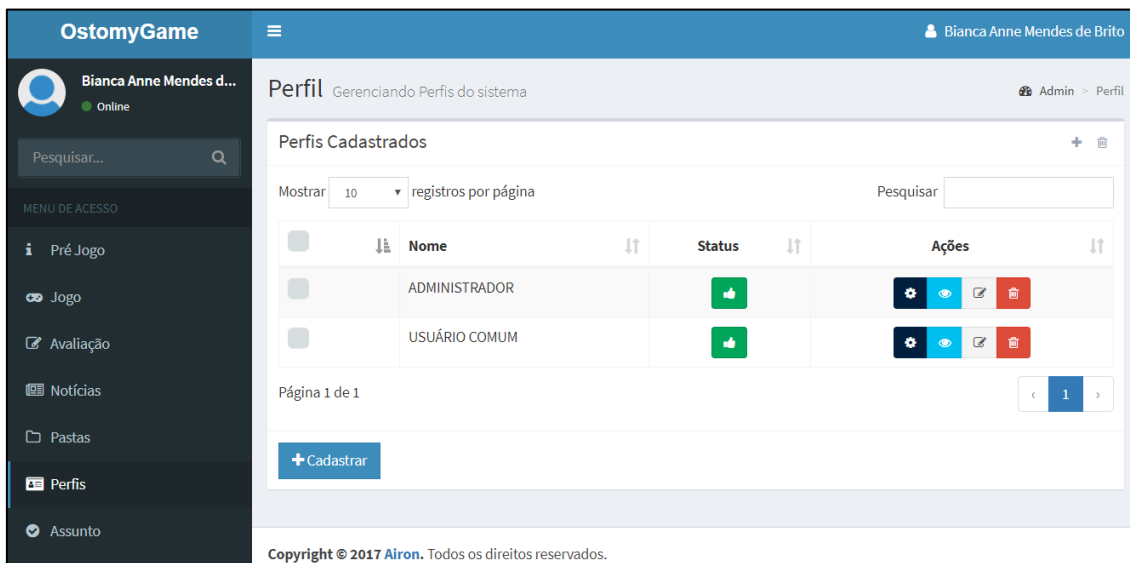 OstomyGame
Bianca Anne Mendes de Brito
Bianca Anne Mendes d...
Online
Pesquisar...
MENU DE ACESSO
Pré Jogo
Jogo
Avaliação
Notícias
Pastas
Perfis
Assunto
Perfil Gerenciando Perfis do sistema
Admin > Perfil
Perfis Cadastrados
Mostrar 10 registros por página
Pesquisar
Nome Status Ações
ADMINISTRADOR
USUÁRIO COMUM
Página 1 de 1
‹ 1 ›
+Cadastrar
Copyright © 2017 Airon. Todos os direitos reservados.